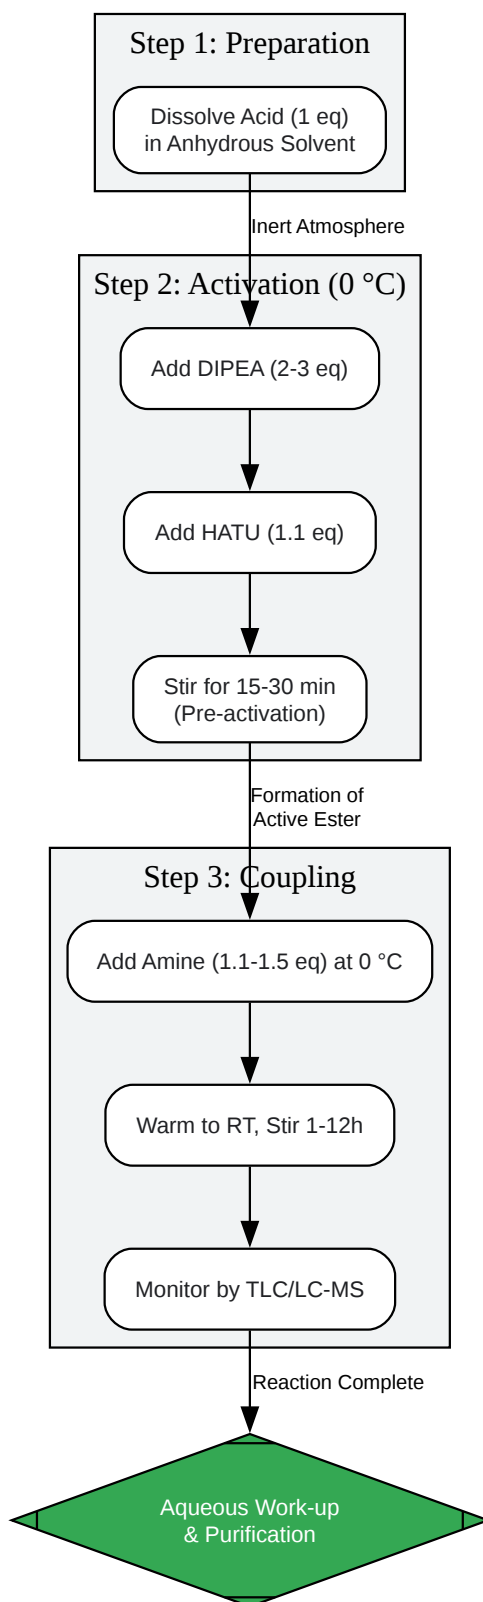 Step 1: Preparation
Dissolve Acid (1 eq)
in Anhydrous Solvent
Inert Atmosphere
Step 2: Activation (0 °C)
Add DIPEA (2-3 eq)
Add HATU (1.1 eq)
Stir for 15-30 min
(Pre-activation)
Formation of
Active Ester
Step 3: Coupling
Add Amine (1.1-1.5 eq) at 0 °C
Warm to RT, Stir 1-12h
Monitor by TLC/LC-MS
Reaction Complete
Aqueous Work-up
& Purification